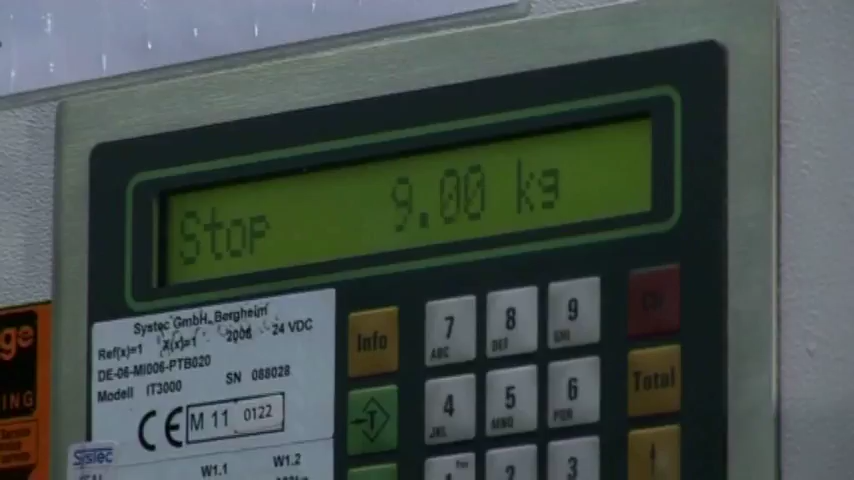 Stop 9.00 kg
Systec GmbH, Bergheim
Ref(x)=1 X(x)=1 2006 24 VDC
DE-06-MI006-PTB020
Modell IT3000 SN 088028
CE M 11 0122
Systec
W1.1 W1.2
Info
T
7 ABC
8 DEF
9 GHI
Clr
4 JKL
5 MNO
6 PQR
Total
1
2
3